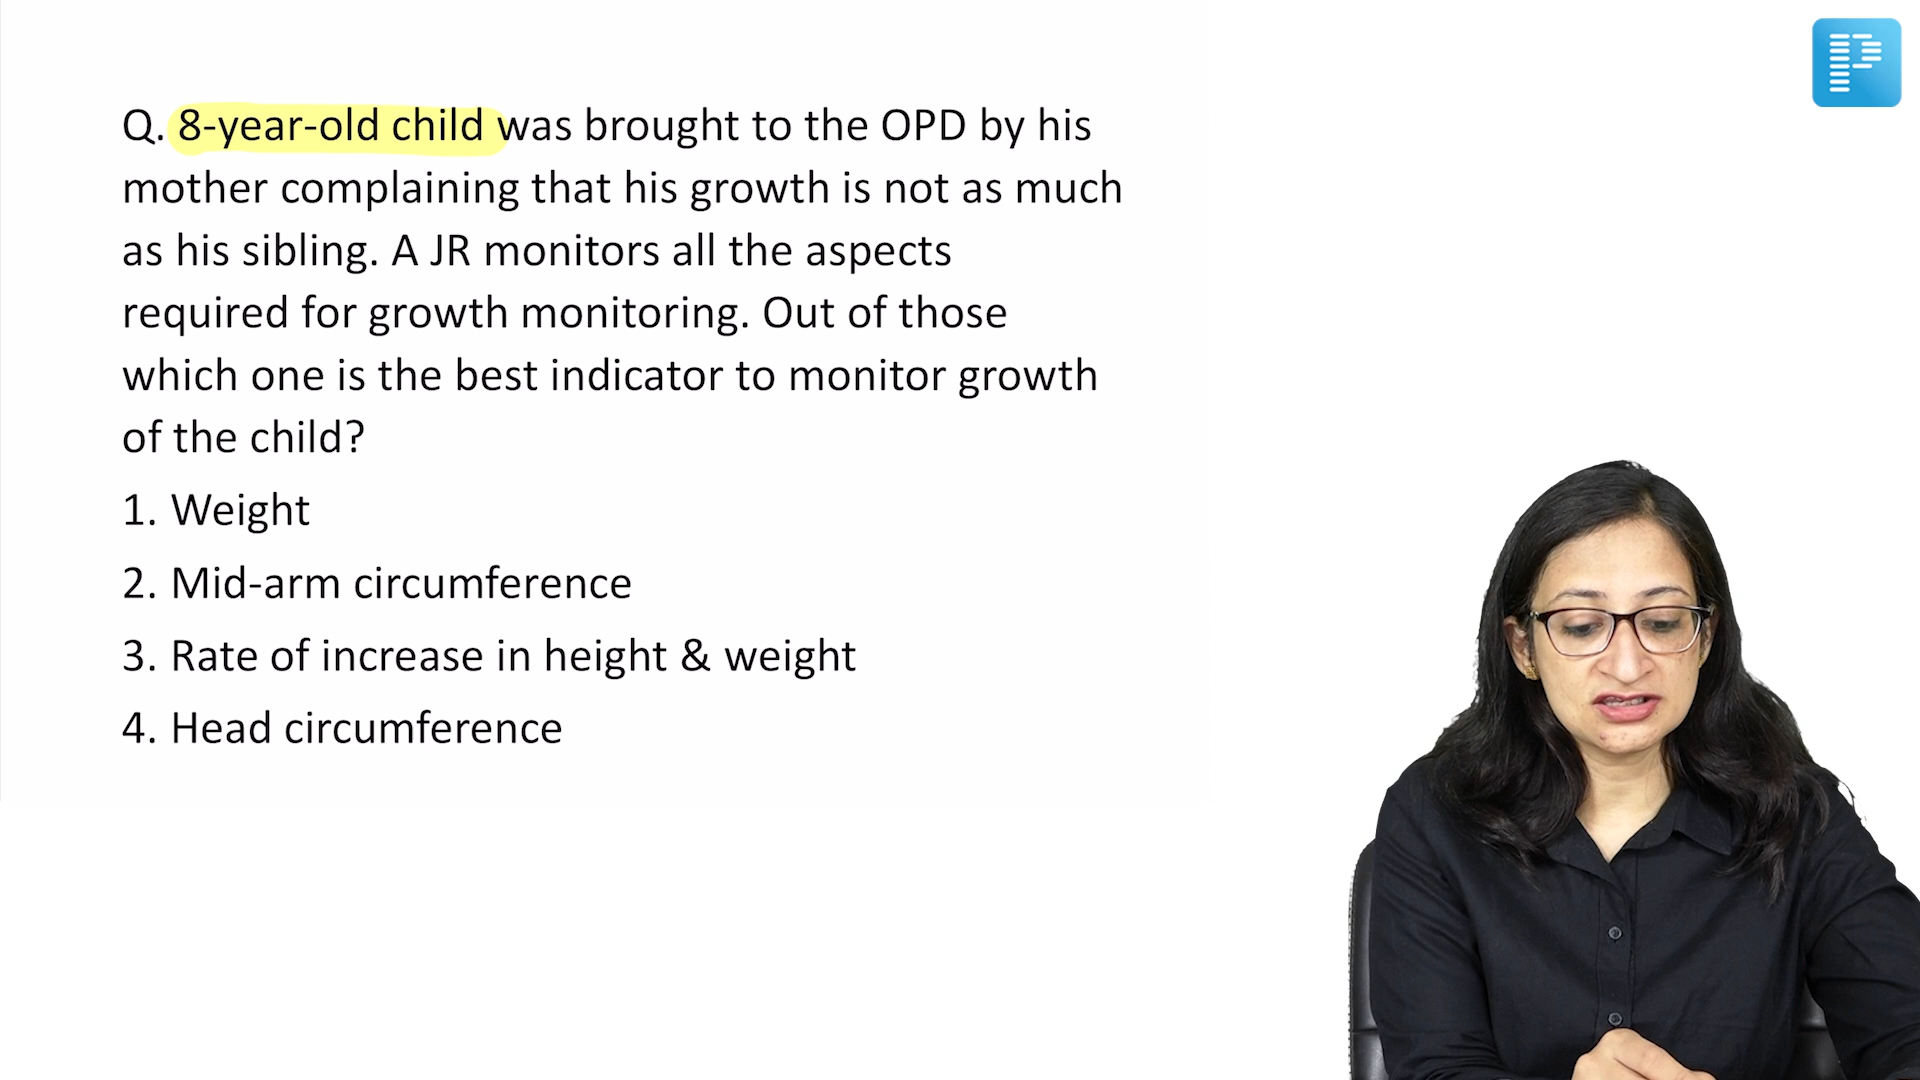 Q. 8-year-old child was brought to the OPD by his
mother complaining that his growth is not as much
as his sibling. A JR monitors all the aspects
required for growth monitoring. Out of those
which one is the best indicator to monitor growth
of the child?
1. Weight
2. Mid-arm circumference
3. Rate of increase in height & weight
4. Head circumference